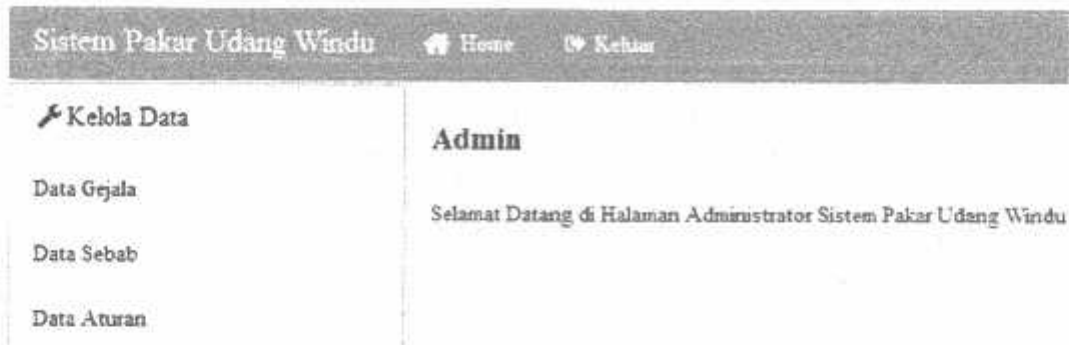 Sistem Pakar Udang Windu Home Keluar
Kelola Data
Admin
Data Gejala
Selamat Datang di Halaman Administrator Sistem Pakar Udang Windu
Data Sebab
Data Aturan